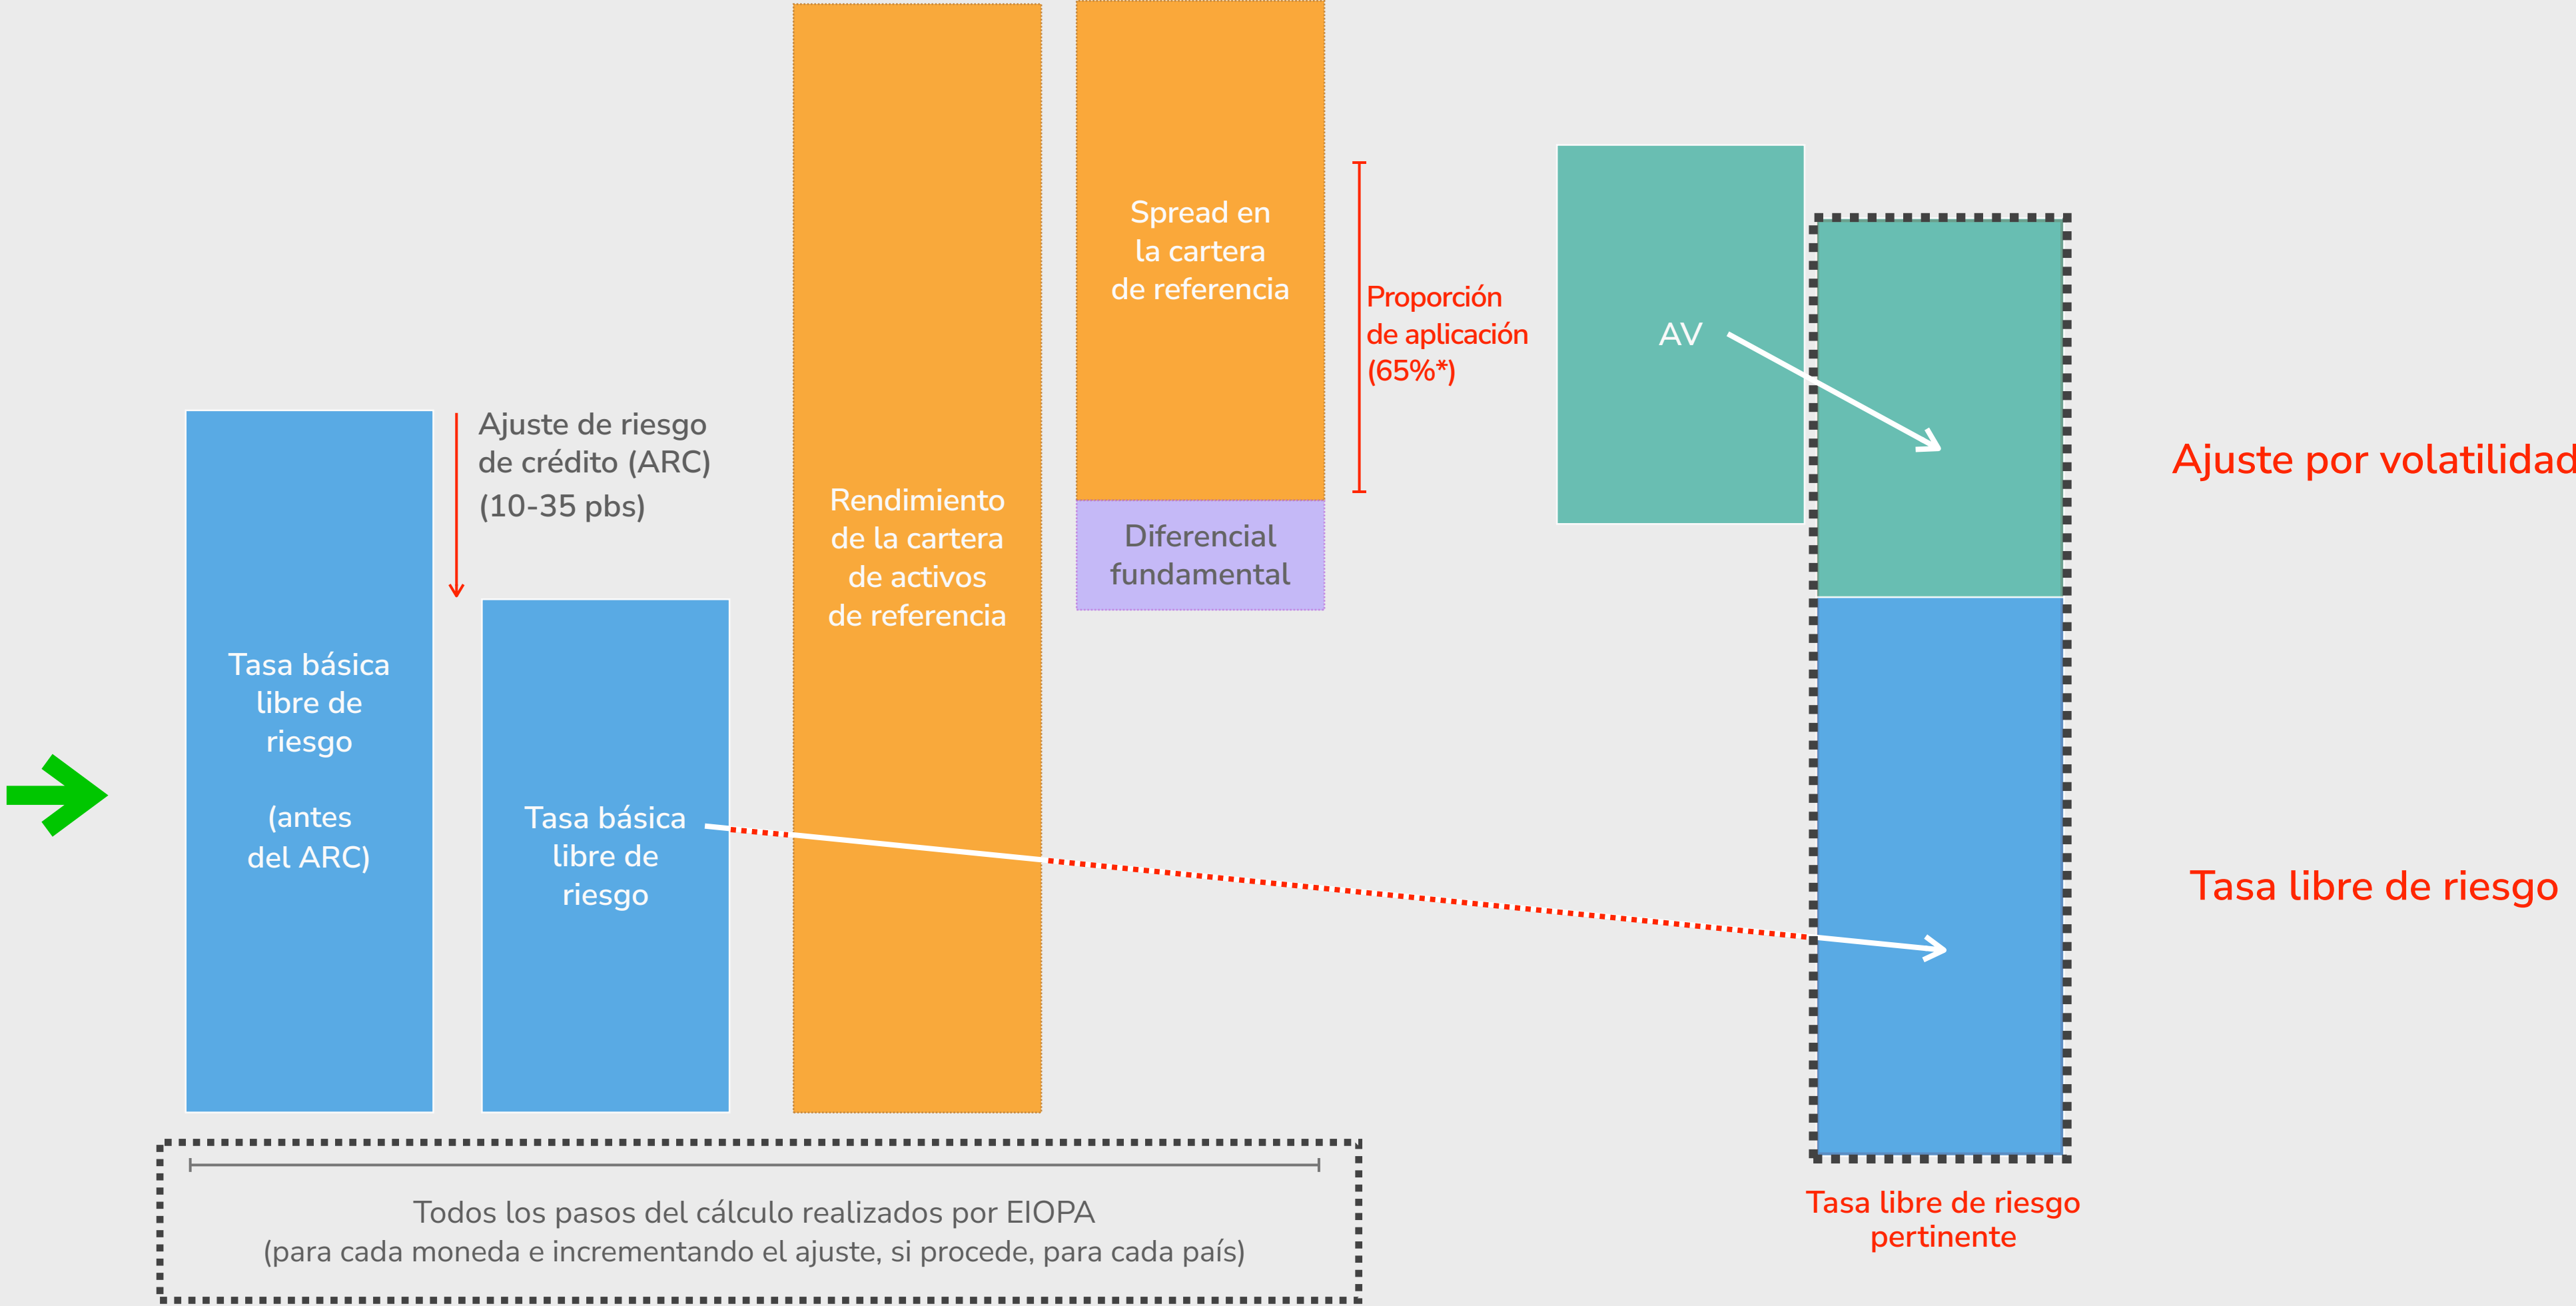 Tasa básica
libre de
riesgo
(antes
del ARC)
Ajuste de riesgo
de crédito (ARC)
(10-35 pbs)
Tasa básica
libre de
riesgo
Rendimiento
de la cartera
de activos
de referencia
Spread en
la cartera
de referencia
Diferencial
fundamental
Proporción
de aplicación
(65%*)
AV
Ajuste por volatilidad
Tasa libre de riesgo
Tasa libre de riesgo
pertinente
Todos los pasos del cálculo realizados por EIOPA
(para cada moneda e incrementando el ajuste, si procede, para cada país)